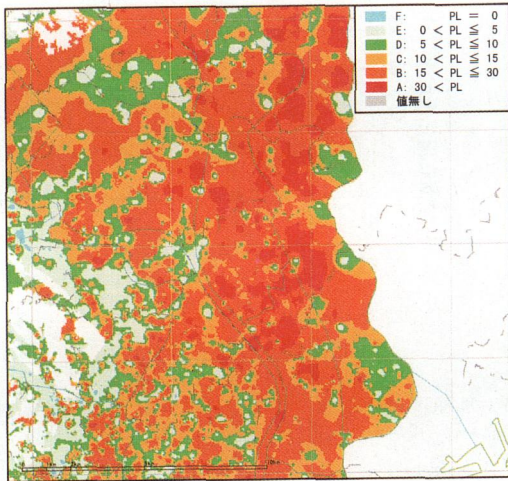 F: PL = 0
E: 0 < PL ≦ 5
D: 5 < PL ≦ 10
C: 10 < PL ≦ 15
B: 15 < PL ≦ 30
A: 30 < PL
値無し